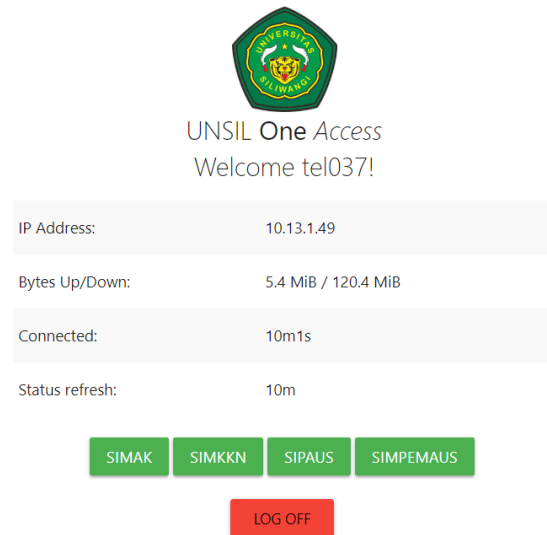 UNIVERSITAS
SILIWANGI
UNSIL One Access
Welcome tel037!
IP Address: 10.13.1.49
Bytes Up/Down: 5.4 MiB / 120.4 MiB
Connected: 10m1s
Status refresh: 10m
SIMAK SIMKKN SIPAUS SIMPEMAUS
LOG OFF